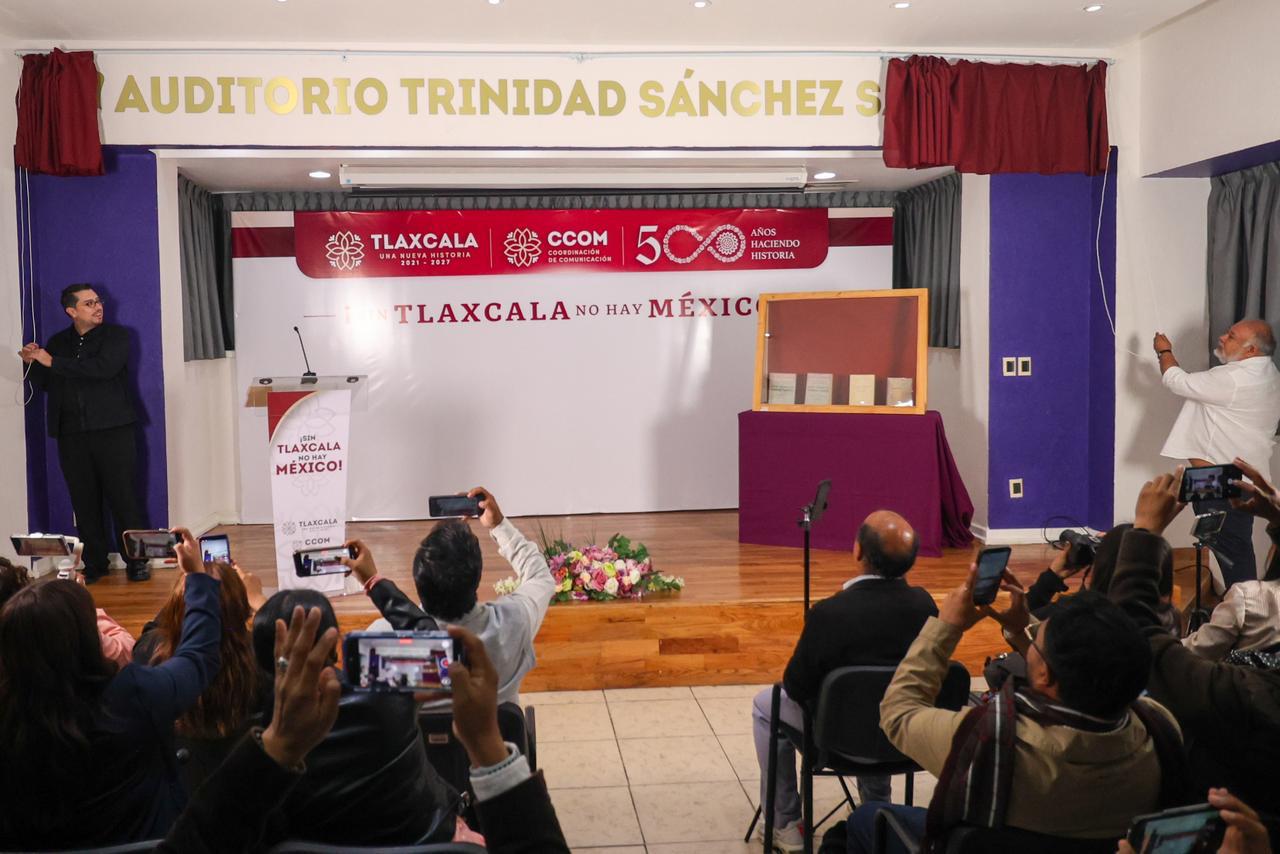 AUDITORIO TRINIDAD SÁNCHEZ S
TLAXCALA
UNA NUEVA HISTORIA
2021 - 2027
CCOM
COORDINACIÓN
DE COMUNICACIÓN
500 AÑOS
HACIENDO
HISTORIA
¡SIN TLAXCALA NO HAY MÉXICO
¡SIN
TLAXCALA
NO HAY
MÉXICO!
TLAXCALA
CCOM